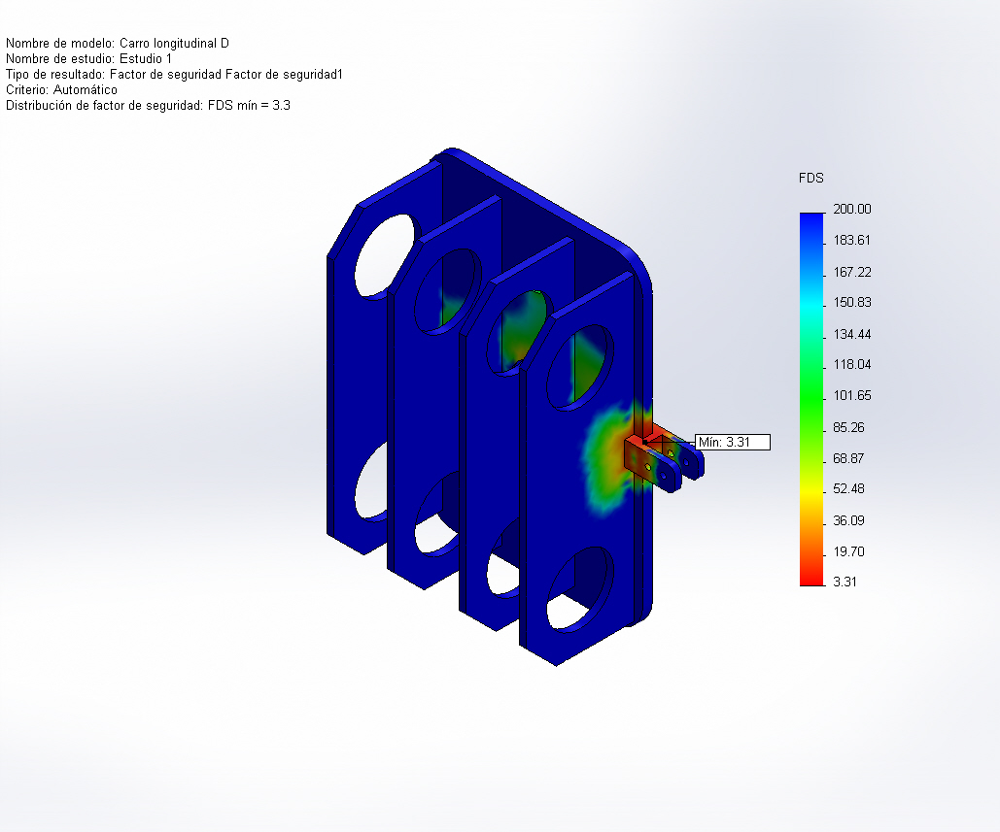 Nombre de modelo: Carro longitudinal D
Nombre de estudio: Estudio 1
Tipo de resultado: Factor de seguridad Factor de seguridad1
Criterio: Automático
Distribución de factor de seguridad: FDS mín = 3.3
FDS
200.00
183.61
167.22
150.83
134.44
118.04
101.65
85.26
68.87
52.48
36.09
19.70
3.31
Mín: 3.31